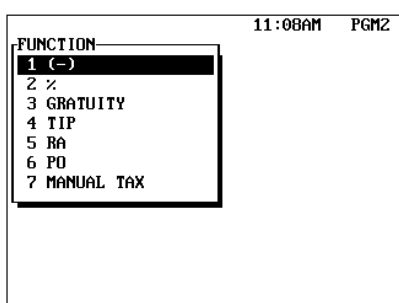 11:08AM PGM2
FUNCTION
1 (-)
2 %
3 GRATUITY
4 TIP
5 RA
6 PO
7 MANUAL TAX